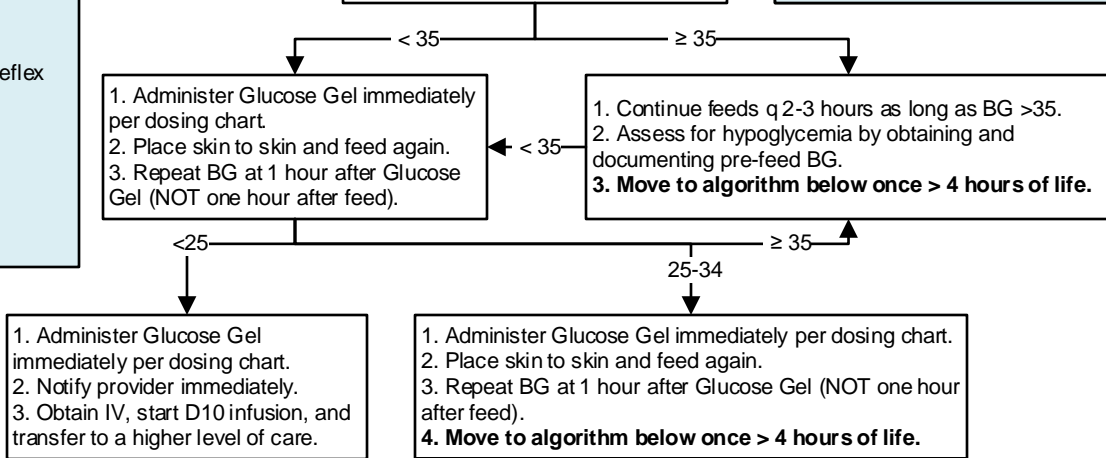 < 35
≥ 35
eflex
1. Administer Glucose Gel immediately
per dosing chart.
2. Place skin to skin and feed again.
3. Repeat BG at 1 hour after Glucose
Gel (NOT one hour after feed).
< 35
1. Continue feeds q 2-3 hours as long as BG >35.
2. Assess for hypoglycemia by obtaining and
documenting pre-feed BG.
3. Move to algorithm below once > 4 hours of life.
<25
≥ 35
25-34
1. Administer Glucose Gel
immediately per dosing chart.
2. Notify provider immediately.
3. Obtain IV, start D10 infusion, and
transfer to a higher level of care.
1. Administer Glucose Gel immediately per dosing chart.
2. Place skin to skin and feed again.
3. Repeat BG at 1 hour after Glucose Gel (NOT one hour
after feed).
4. Move to algorithm below once > 4 hours of life.